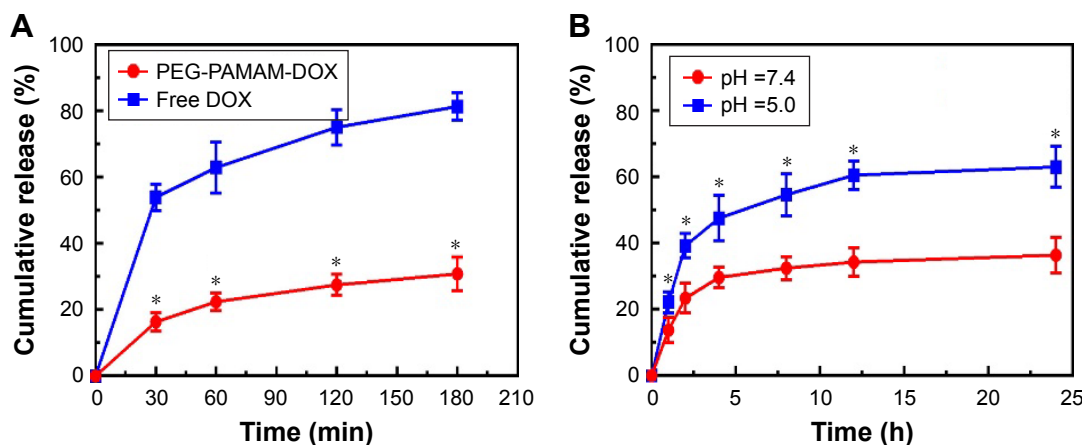 A
Cumulative release (%)
100
80
60
40
20
0
PEG-PAMAM-DOX
Free DOX
*
*
*
*
0 30 60 90 120 150 180 210
Time (min)
B
Cumulative release (%)
100
80
60
40
20
0
pH =7.4
pH =5.0
*
*
*
*
*
*
0 5 10 15 20 25
Time (h)